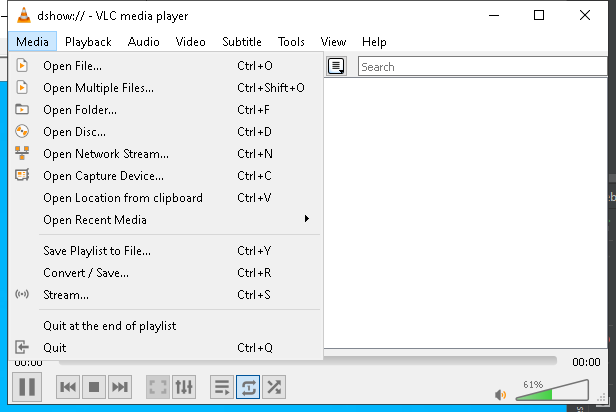 dshow:// - VLC media player
Media Playback Audio Video Subtitle Tools View Help
Open File... Ctrl+O
Search
Open Multiple Files... Ctrl+Shift+O
Open Folder... Ctrl+F
Open Disc... Ctrl+D
Open Network Stream... Ctrl+N
Open Capture Device... Ctrl+C
Open Location from clipboard Ctrl+V
Open Recent Media
Save Playlist to File... Ctrl+Y
Convert / Save... Ctrl+R
Stream... Ctrl+S
Quit at the end of playlist
Quit Ctrl+Q
00:00 00:00
61%